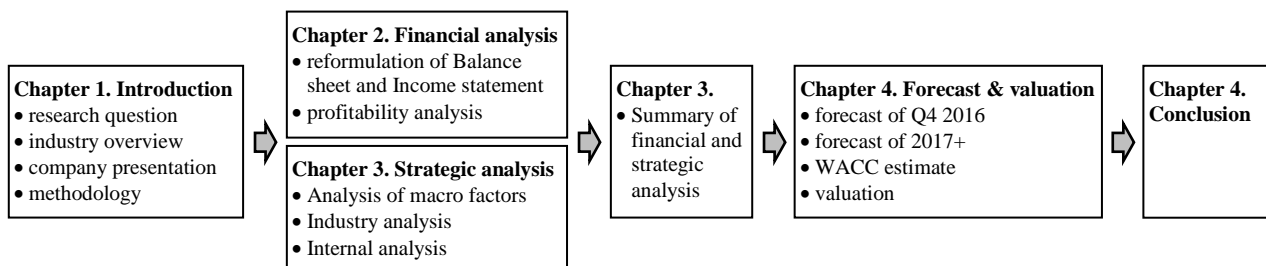 Chapter 1. Introduction
• research question
• industry overview
• company presentation
• methodology
Chapter 2. Financial analysis
• reformulation of Balance
sheet and Income statement
• profitability analysis
Chapter 3. Strategic analysis
• Analysis of macro factors
• Industry analysis
• Internal analysis
Chapter 3.
• Summary of
financial and
strategic
analysis
Chapter 4. Forecast & valuation
• forecast of Q4 2016
• forecast of 2017+
• WACC estimate
• valuation
Chapter 4.
Conclusion